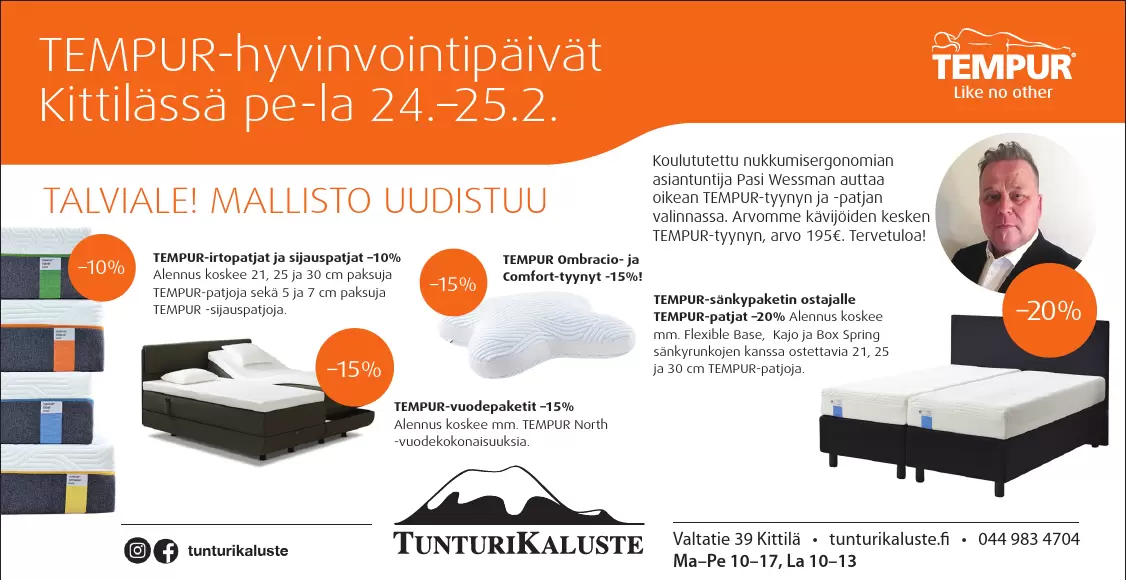 TEMPUR-hyvinvointipäivät
Kittilässä pe-la 24.–25.2.
TEMPUR®
Like no other
TALVIALE! MALLISTO UUDISTUU
Koulututettu nukkumisergonomian
asiantuntija Pasi Wessman auttaa
oikean TEMPUR-tyynyn ja -patjan
valinnassa. Arvomme kävijöiden kesken
TEMPUR-tyynyn, arvo 195€. Tervetuloa!
–10%
TEMPUR-irtopatjat ja sijauspatjat –10%
Alennus koskee 21, 25 ja 30 cm paksuja
TEMPUR-patjoja sekä 5 ja 7 cm paksuja
TEMPUR -sijauspatjoja.
–15%
TEMPUR Ombracio- ja
Comfort-tyynyt -15%!
–15%
TEMPUR-vuodepaketit –15%
Alennus koskee mm. TEMPUR North
-vuodekokonaisuuksia.
TEMPUR-sänkypaketin ostajalle
TEMPUR-patjat –20% Alennus koskee
mm. Flexible Base, Kajo ja Box Spring
sänkyrunkojen kanssa ostettavia 21, 25
ja 30 cm TEMPUR-patjoja.
–20%
tunturikaluste
TUNTURIKALUSTE
Valtatie 39 Kittilä • tunturikaluste.fi • 044 983 4704
Ma–Pe 10–17, La 10–13